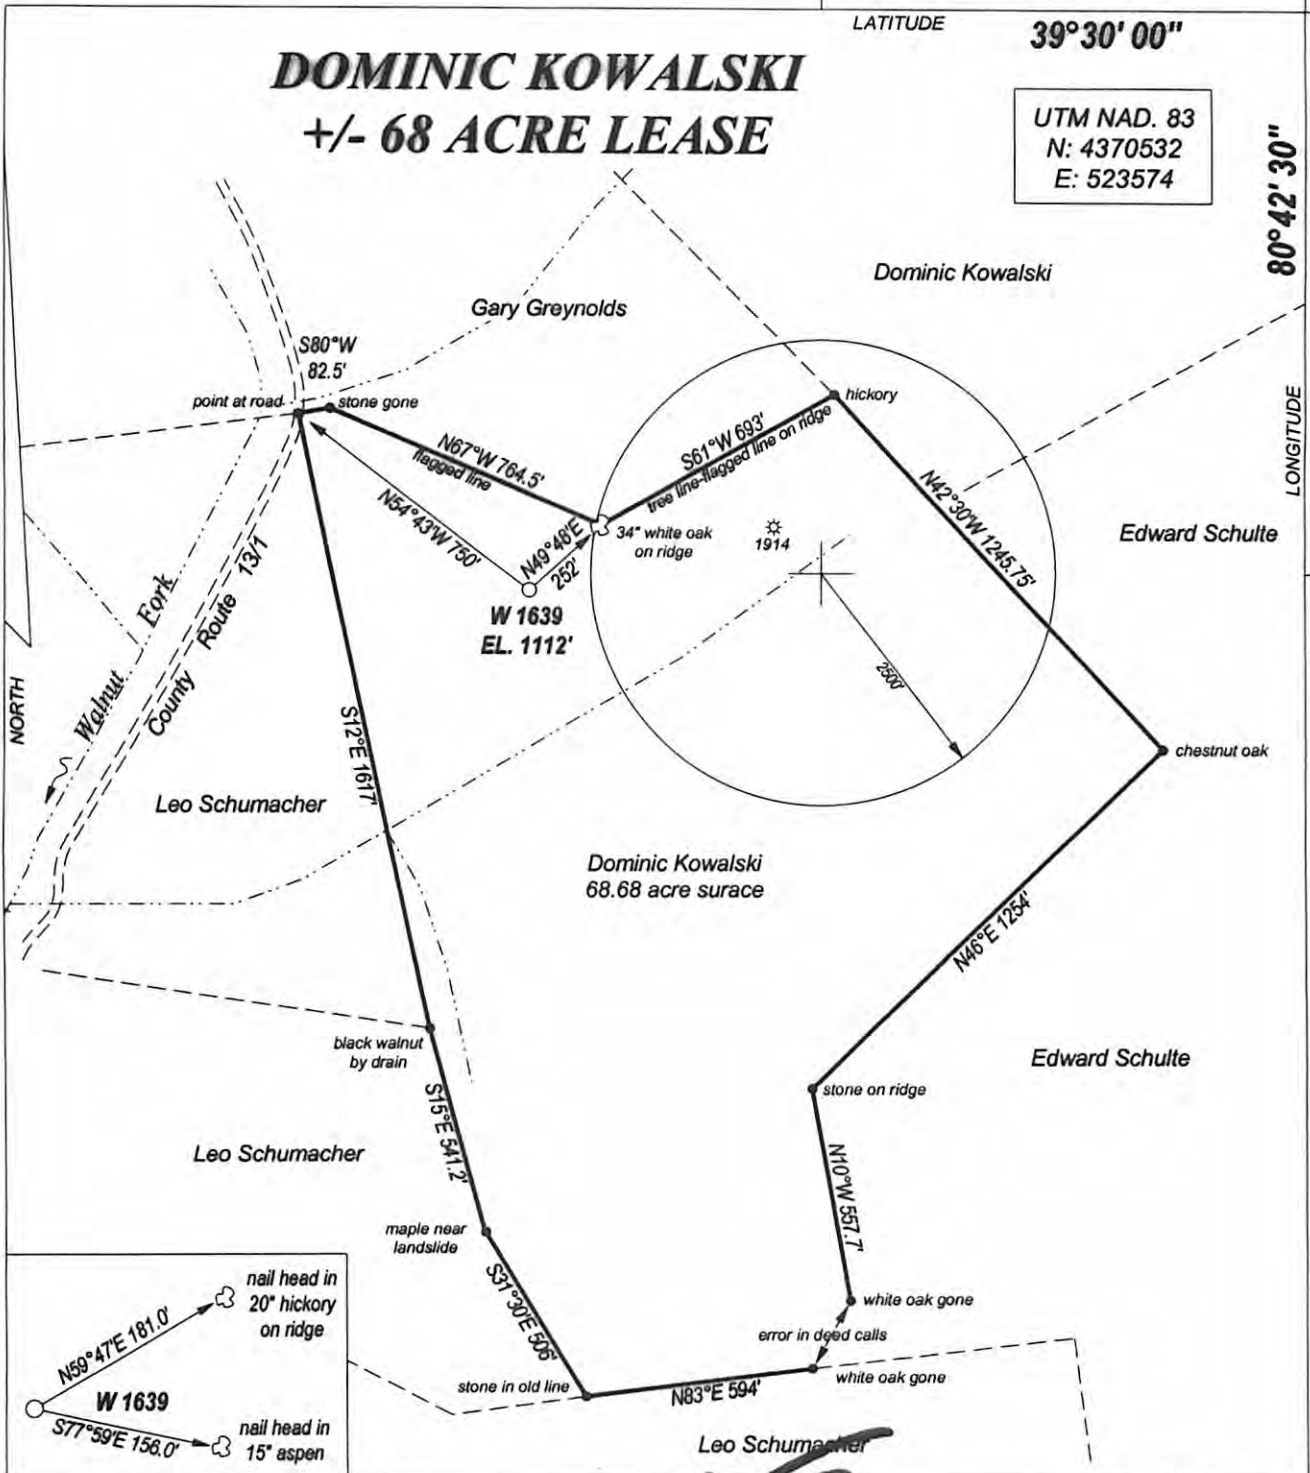 LATITUDE
39°30' 00"
DOMINIC KOWALSKI
+/- 68 ACRE LEASE
UTM NAD. 83
N: 4370532
E: 523574
80°42' 30"
LONGITUDE
Dominic Kowalski
Gary Greynolds
S80°W
82.5'
point at road
stone gone
hickory
N67°W 764.5'
flagged line
S61°W 693'
tree line-flagged line on ridge
N42°30'W 1245.75'
N54°43'W 750'
N49°48'E
252'
34" white oak
on ridge
1914
Edward Schulte
W 1639
EL. 1112'
2500'
Walnut Fork
County Route 13/1
NORTH
S12°E 1617'
chestnut oak
Leo Schumacher
Dominic Kowalski
68.68 acre surace
N46°E 1254'
black walnut
by drain
Edward Schulte
stone on ridge
S15°E 541.2'
Leo Schumacher
N10°W 557.7'
maple near
landslide
S31°30'E 506'
white oak gone
error in deed calls
white oak gone
stone in old line
N83°E 594'
Leo Schumacher
nail head in
20" hickory
on ridge
N59°47'E 181.0'
W 1639
S77°59'E 156.0'
nail head in
15" aspen